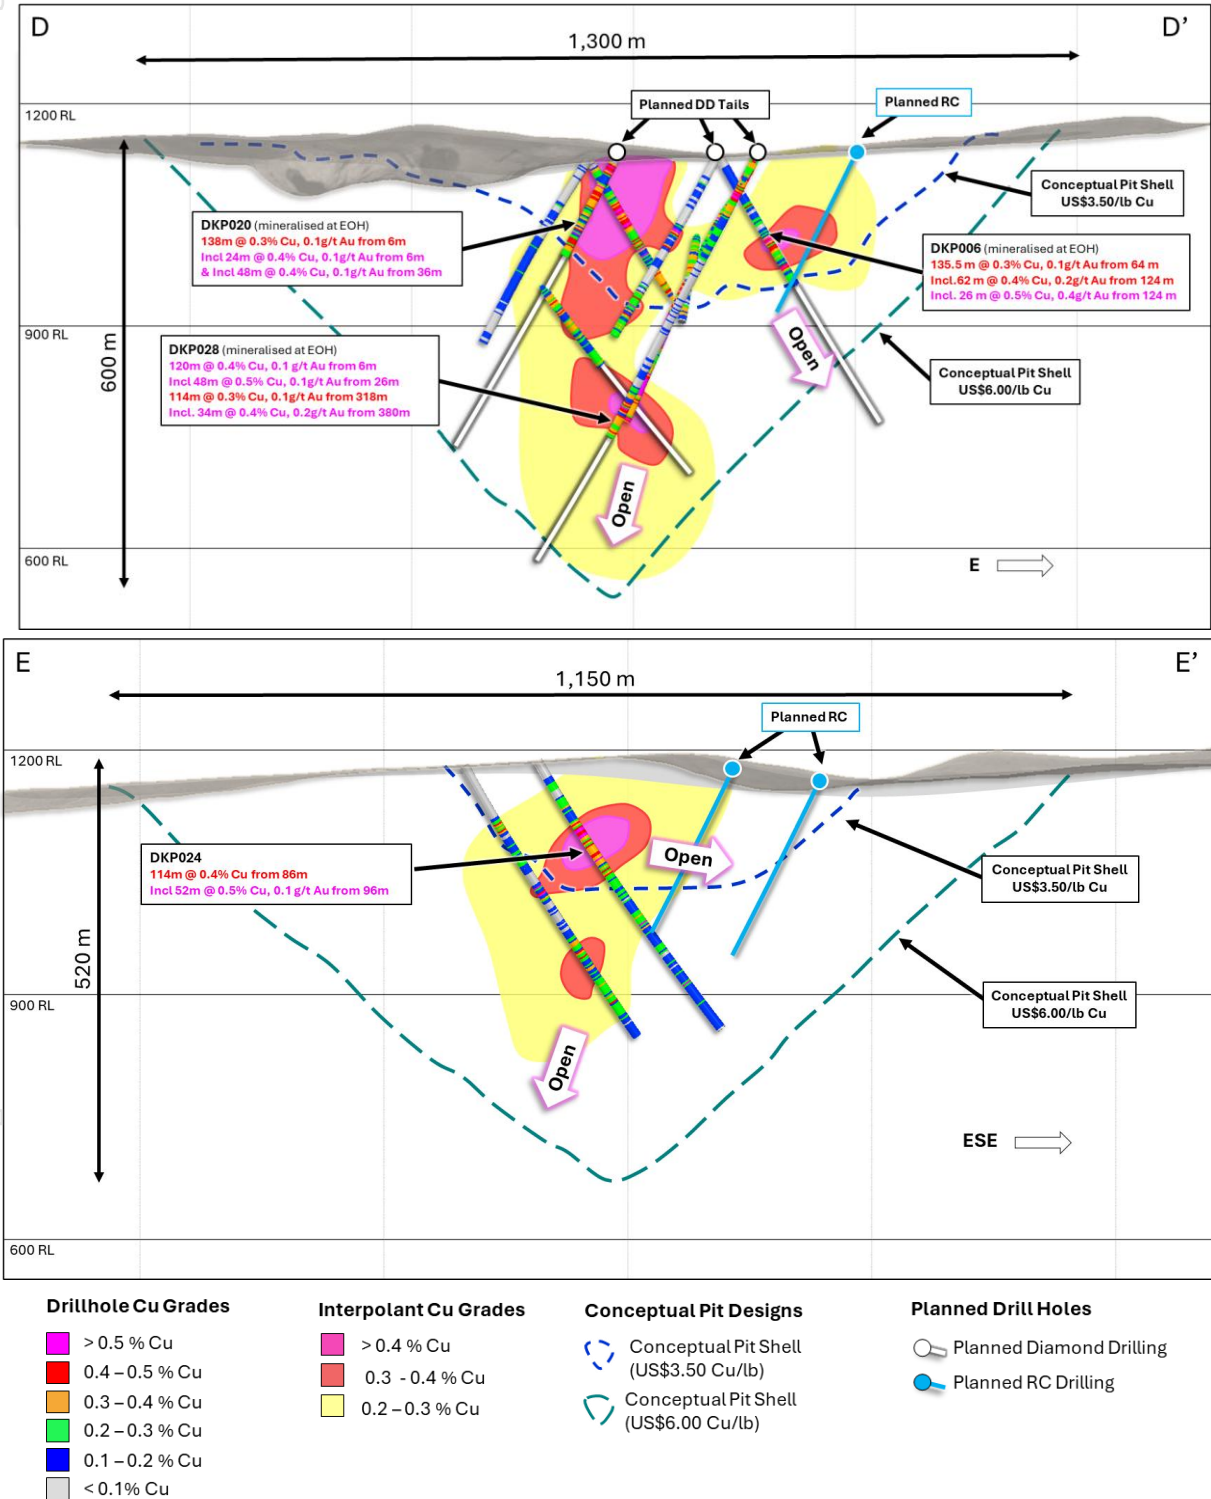 D
D’
1,300 m
1200 RL
Planned DD Tails
Planned RC
Conceptual Pit Shell
US$3.50/lb Cu
DKP020 (mineralised at EOH)
138m @ 0.3% Cu, 0.1g/t Au from 6m
Incl 24m @ 0.4% Cu, 0.1g/t Au from 6m
& Incl 48m @ 0.4% Cu, 0.1g/t Au from 36m
DKP006 (mineralised at EOH)
135.5 m @ 0.3% Cu, 0.1g/t Au from 64 m
Incl. 62 m @ 0.4% Cu, 0.2g/t Au from 124 m
Incl. 26 m @ 0.5% Cu, 0.4g/t Au from 124 m
900 RL
600 m
DKP028 (mineralised at EOH)
120m @ 0.4% Cu, 0.1 g/t Au from 6m
Incl 48m @ 0.5% Cu, 0.1g/t Au from 26m
114m @ 0.3% Cu, 0.1g/t Au from 318m
Incl. 34m @ 0.4% Cu, 0.2g/t Au from 380m
Open
Conceptual Pit Shell
US$6.00/lb Cu
Open
600 RL
E
E
E’
1,150 m
Planned RC
1200 RL
DKP024
114m @ 0.4% Cu from 86m
Incl 52m @ 0.5% Cu, 0.1 g/t Au from 96m
Open
Conceptual Pit Shell
US$3.50/lb Cu
520 m
900 RL
Conceptual Pit Shell
US$6.00/lb Cu
Open
ESE
600 RL
Drillhole Cu Grades
> 0.5 % Cu
0.4 – 0.5 % Cu
0.3 – 0.4 % Cu
0.2 – 0.3 % Cu
0.1 – 0.2 % Cu
< 0.1% Cu
Interpolant Cu Grades
> 0.4 % Cu
0.3 - 0.4 % Cu
0.2 – 0.3 % Cu
Conceptual Pit Designs
Conceptual Pit Shell
(US$3.50 Cu/lb)
Conceptual Pit Shell
(US$6.00 Cu/lb)
Planned Drill Holes
Planned Diamond Drilling
Planned RC Drilling